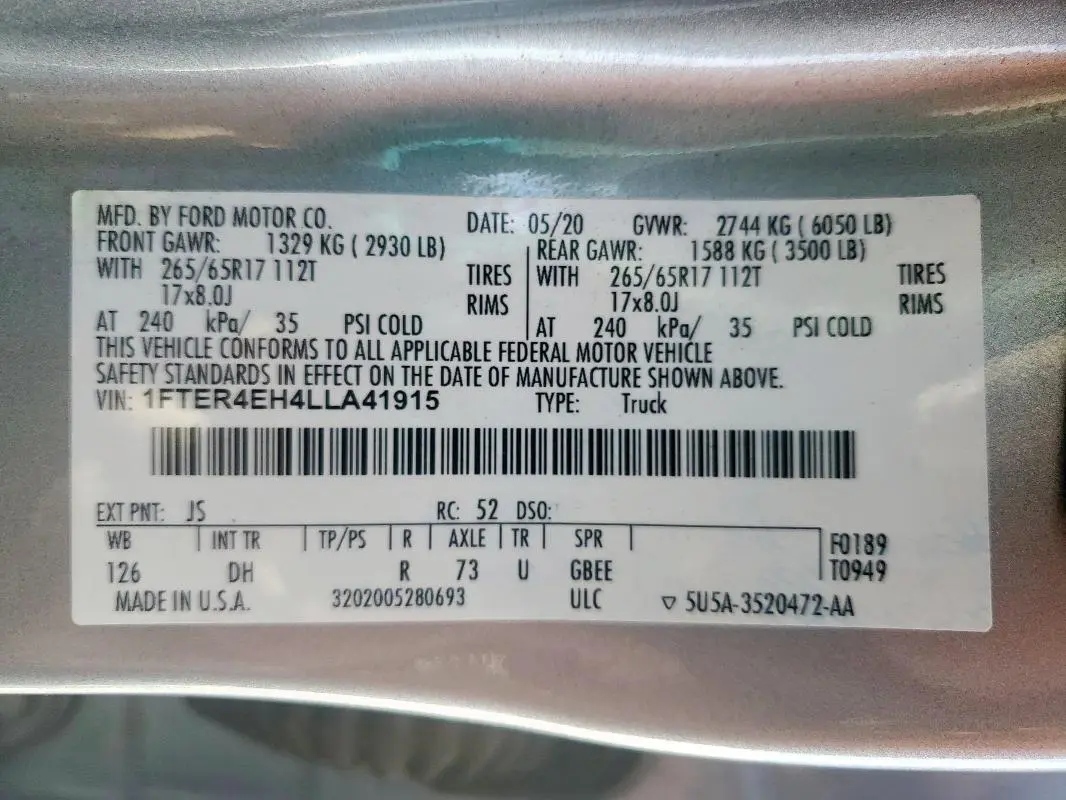 MFD. BY FORD MOTOR CO. DATE: 05/20 GVWR: 2744 KG ( 6050 LB)
FRONT GAWR: 1329 KG ( 2930 LB) REAR GAWR: 1588 KG ( 3500 LB)
WITH 265/65R17 112T TIRES WITH 265/65R17 112T TIRES
17x8.0J RIMS 17x8.0J RIMS
AT 240 kPa/ 35 PSI COLD AT 240 kPa/ 35 PSI COLD
THIS VEHICLE CONFORMS TO ALL APPLICABLE FEDERAL MOTOR VEHICLE
SAFETY STANDARDS IN EFFECT ON THE DATE OF MANUFACTURE SHOWN ABOVE.
VIN: 1FTER4EH4LLA41915 TYPE: Truck
EXT PNT: JS RC: 52 DSO:
WB INT TR TP/PS R AXLE TR SPR F0189
126 DH R 73 U GBEE T0949
MADE IN U.S.A. 3202005280693 ULC ▽ 5U5A-3520472-AA